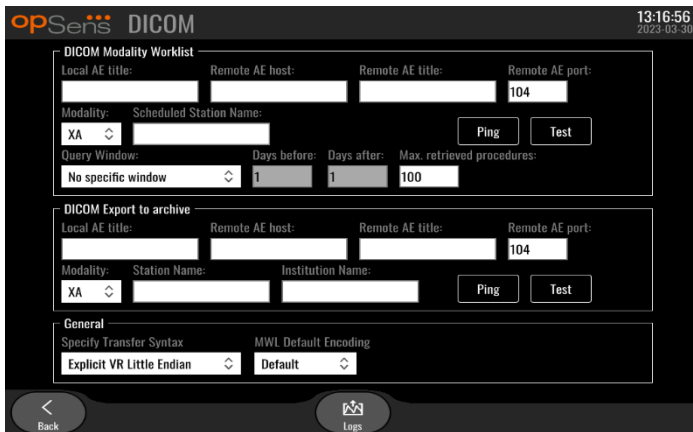 opSens DICOM
13:16:56
2023-03-30
DICOM Modality Worklist
Local AE title: Remote AE host: Remote AE title: Remote AE port:
104
Modality: Scheduled Station Name:
XA Ping Test
Query Window: Days before: Days after: Max. retrieved procedures:
No specific window 1 1 100
DICOM Export to archive
Local AE title: Remote AE host: Remote AE title: Remote AE port:
104
Modality: Station Name: Institution Name:
XA Ping Test
General
Specify Transfer Syntax MWL Default Encoding
Explicit VR Little Endian Default
Back Logs